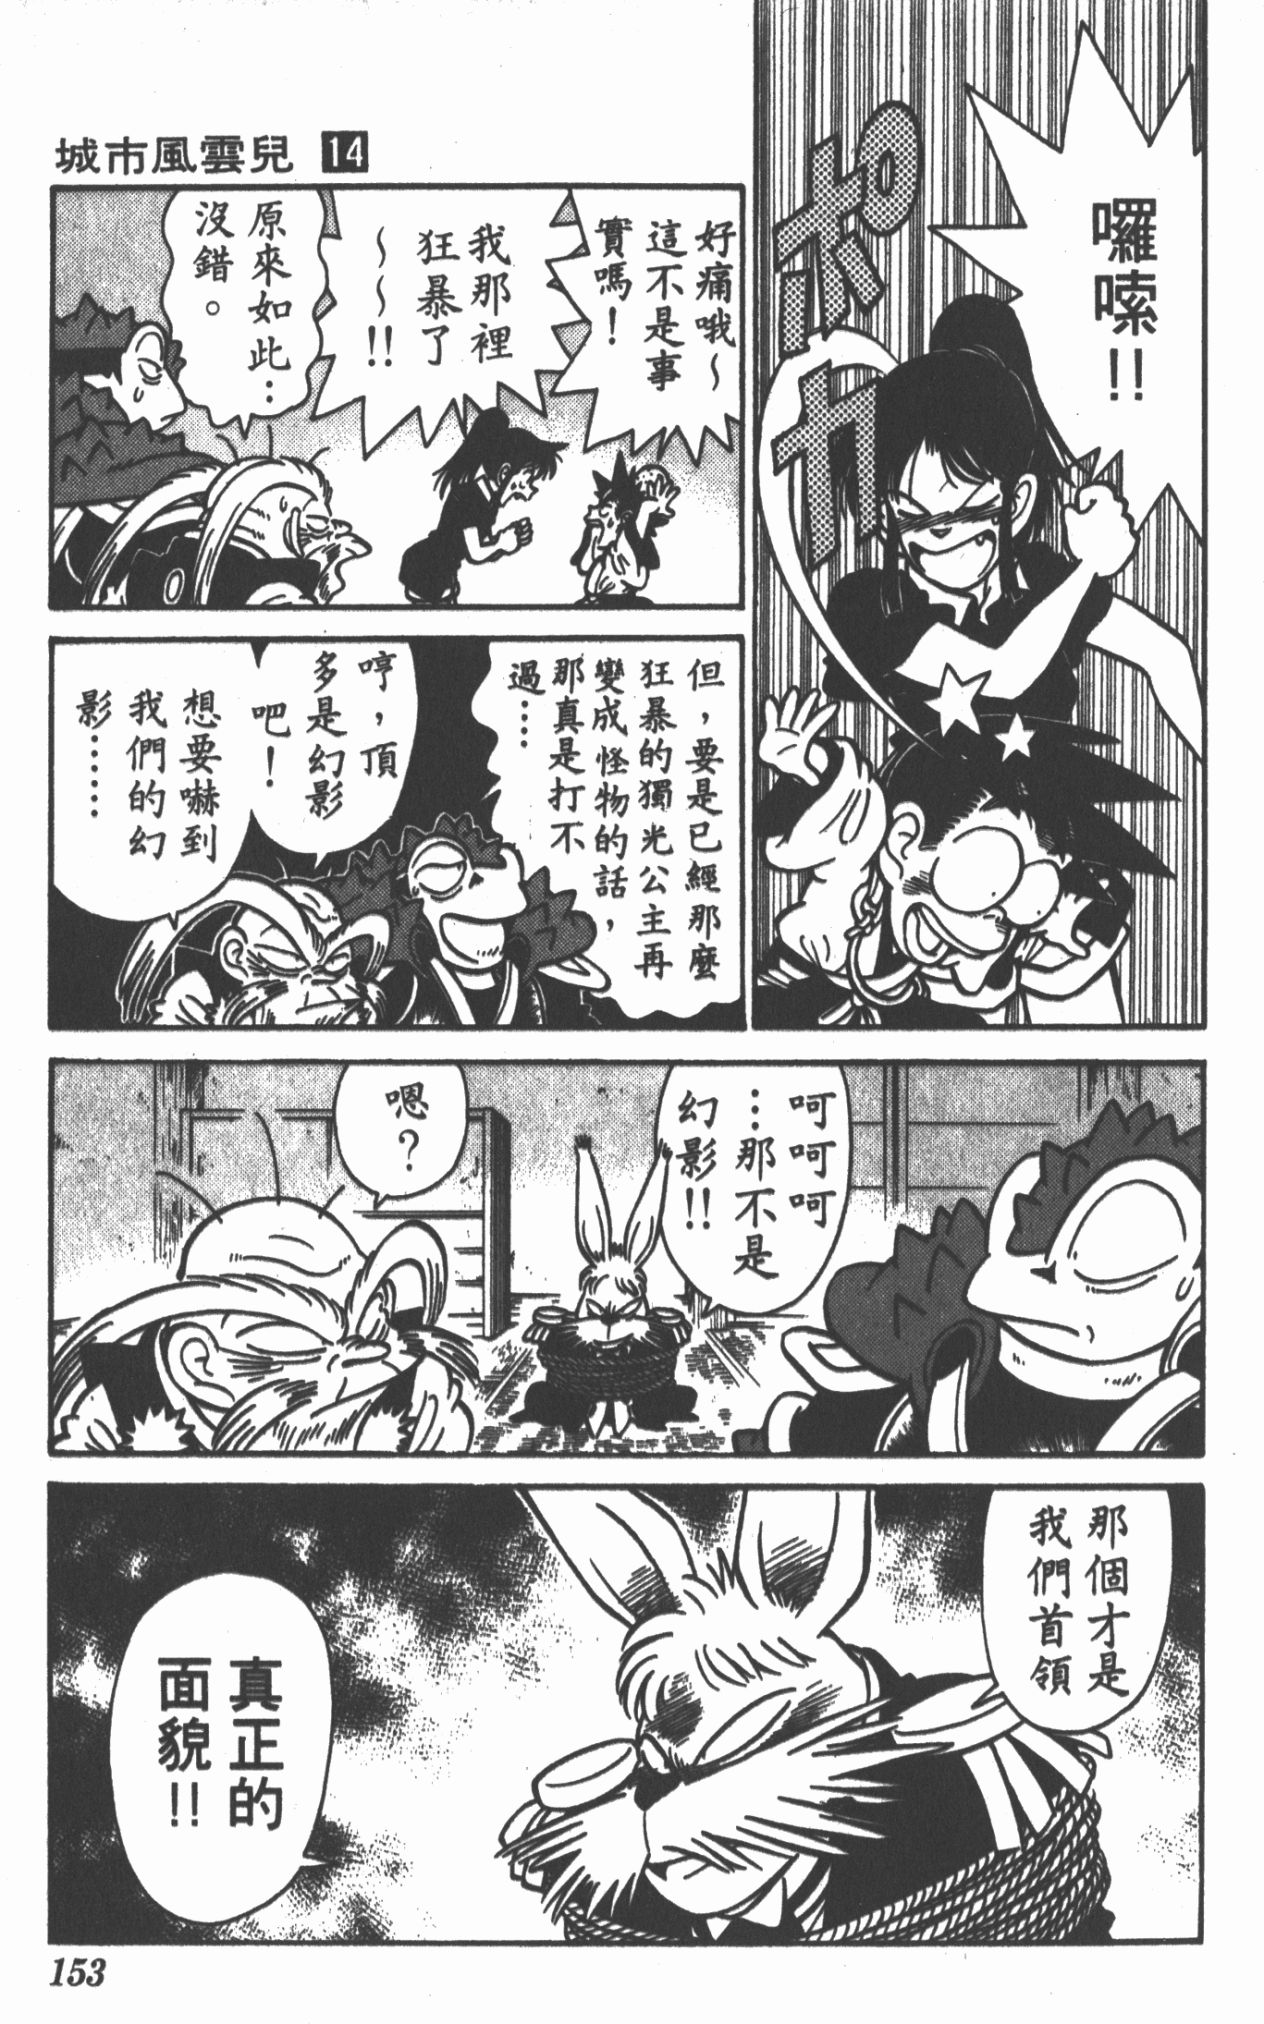 城市風雲兒 14
囉嗦!!
ポカ
好痛哦~
這不是事
實嗎!
我那裡
狂暴了
~~!!
原來如此…
沒錯。
但，要是已經那麼
狂暴的獨光公主再
變成怪物的話，
那真是打不
過……
哼，頂
多是幻影
吧!
想要嚇到
我們的幻
影……
呵呵呵
…那不是
幻影!!
嗯?
那個才是
我們首領
真正的
面貌!!
153